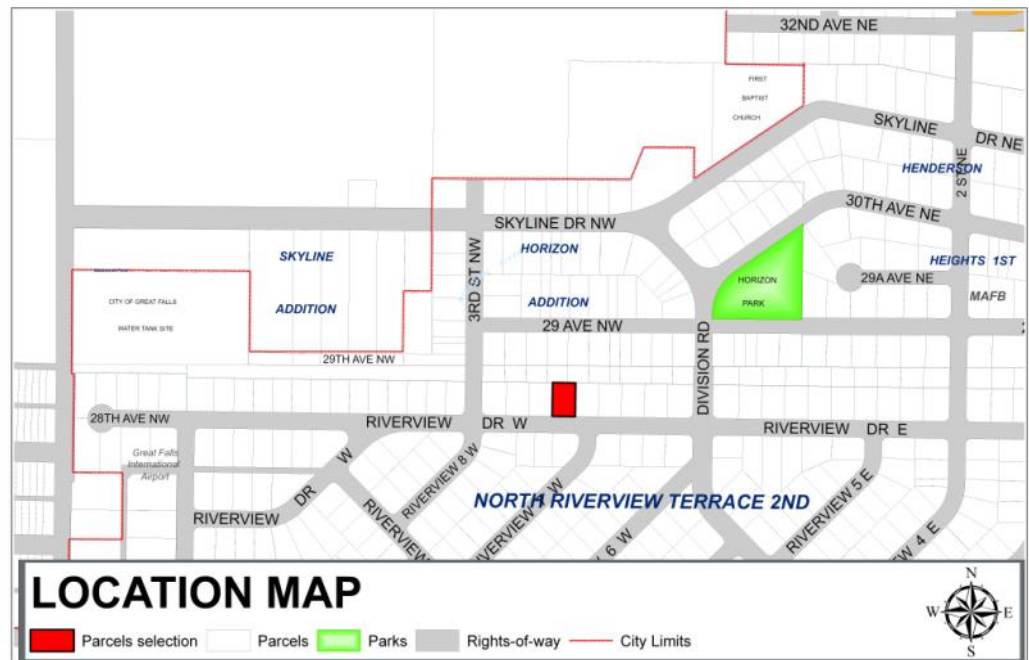 32ND AVE NE
FIRST
BAPTIST
CHURCH
SKYLINE
DR NE
HENDERSON
2 ST NE
30TH AVE NE
SKYLINE DR NW
HORIZON
SKYLINE
3RD ST NW
HEIGHTS 1ST
29A AVE NE
MAFB
HORIZON
PARK
CITY OF GREAT FALLS
WATER TANK SITE
ADDITION
ADDITION
29 AVE NW
29TH AVE NW
DIVISION RD
28TH AVE NW
RIVERVIEW DR W
RIVERVIEW DR E
Great Falls
International
Airport
RIVERVIEW DR W
RIVERVIEW 8 W
RIVERVIEW
RIVERVIEW W
6 W
NORTH RIVERVIEW TERRACE 2ND
RIVERVIEW 5 E
4 E
LOCATION MAP
N
W E
S
Parcels selection Parcels Parks Rights-of-way City Limits